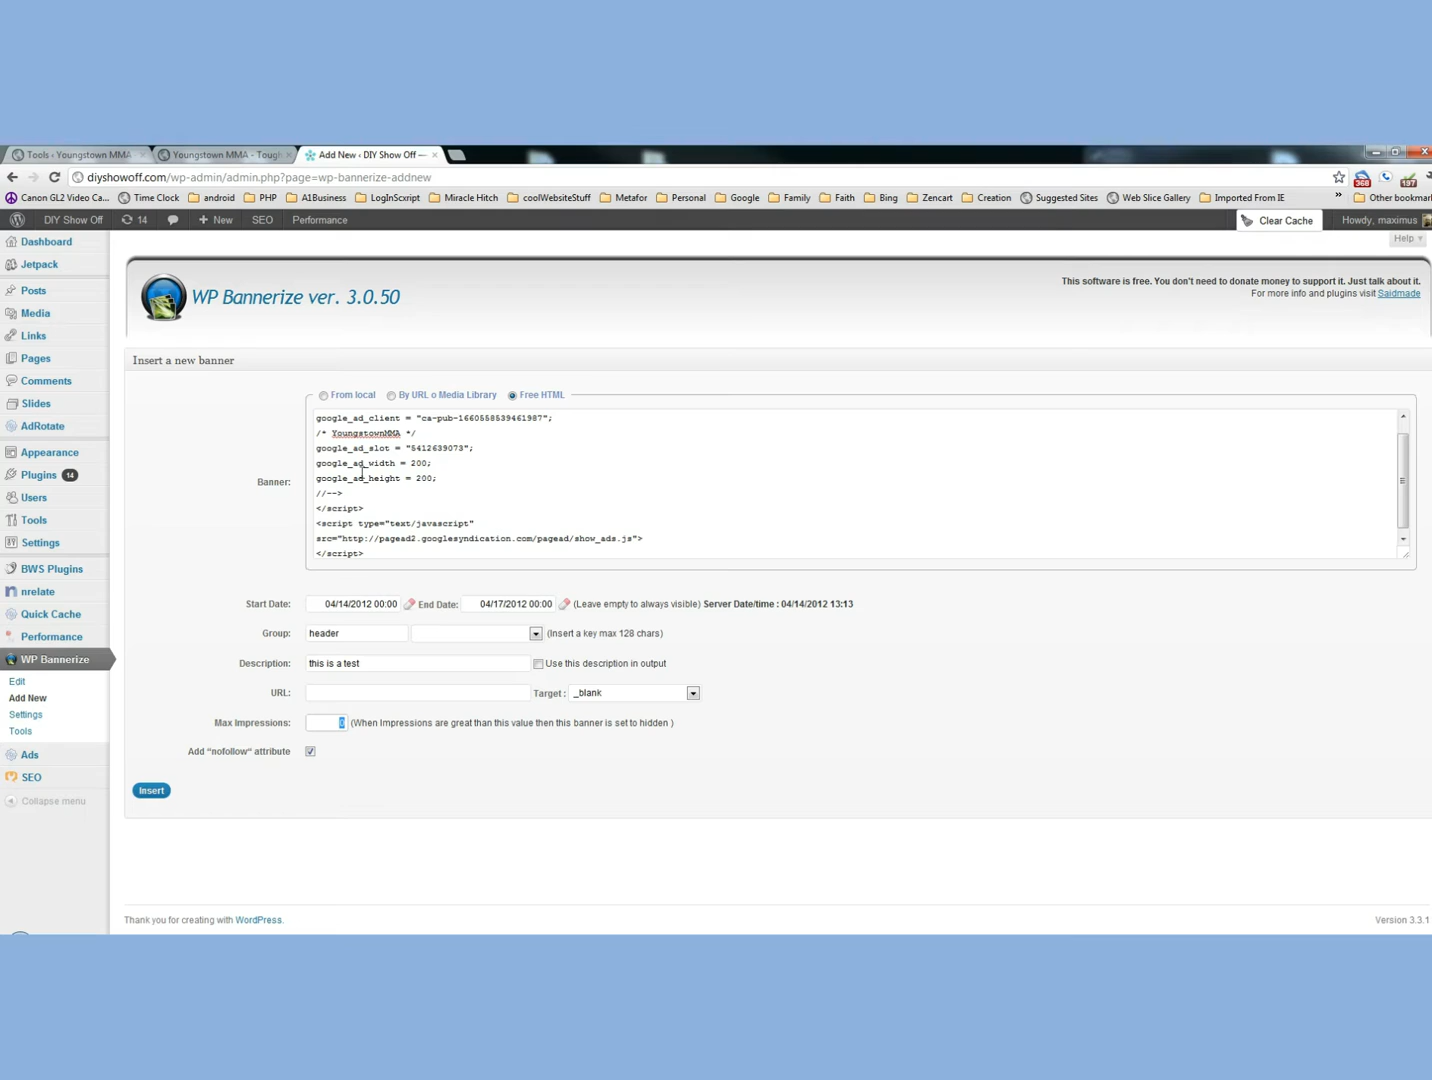 Tools ‹ Youngstown MMA
Youngstown MMA - Tough
Add New ‹ DIY Show Off —
diyshowoff.com/wp-admin/admin.php?page=wp-bannerize-addnew
368
197
Canon GL2 Video Ca...
Time Clock
android
PHP
A1Business
LogInScxript
Miracle Hitch
coolWebsiteStuff
Metafor
Personal
Google
Family
Faith
Bing
Zencart
Creation
Suggested Sites
Web Slice Gallery
Imported From IE
»
Other bookmar
DIY Show Off
14
+ New
SEO
Performance
Clear Cache
Howdy, maximus
Help
Dashboard
Jetpack
Posts
Media
Links
Pages
Comments
Slides
AdRotate
Appearance
Plugins 14
Users
Tools
Settings
BWS Plugins
nrelate
Quick Cache
Performance
WP Bannerize
Edit
Add New
Settings
Tools
Ads
SEO
Collapse menu
WP Bannerize ver. 3.0.50
This software is free. You don't need to donate money to support it. Just talk about it.
For more info and plugins visit Saidmade
Insert a new banner
From local
By URL o Media Library
Free HTML
Banner:
google_ad_client = "ca-pub-1660558539461987";
/* YoungstownMMA */
google_ad_slot = "5412639073";
google_ad_width = 200;
google_ad_height = 200;
//-->
</script>
<script type="text/javascript"
src="http://pagead2.googlesyndication.com/pagead/show_ads.js">
</script>
Start Date: 04/14/2012 00:00 End Date: 04/17/2012 00:00 (Leave empty to always visible) Server Date/time : 04/14/2012 13:13
Group: header (Insert a key max 128 chars)
Description: this is a test Use this description in output
URL: Target : _blank
Max Impressions: 0 (When Impressions are great than this value then this banner is set to hidden )
Add "nofollow" attribute
Insert
Thank you for creating with WordPress.
Version 3.3.1